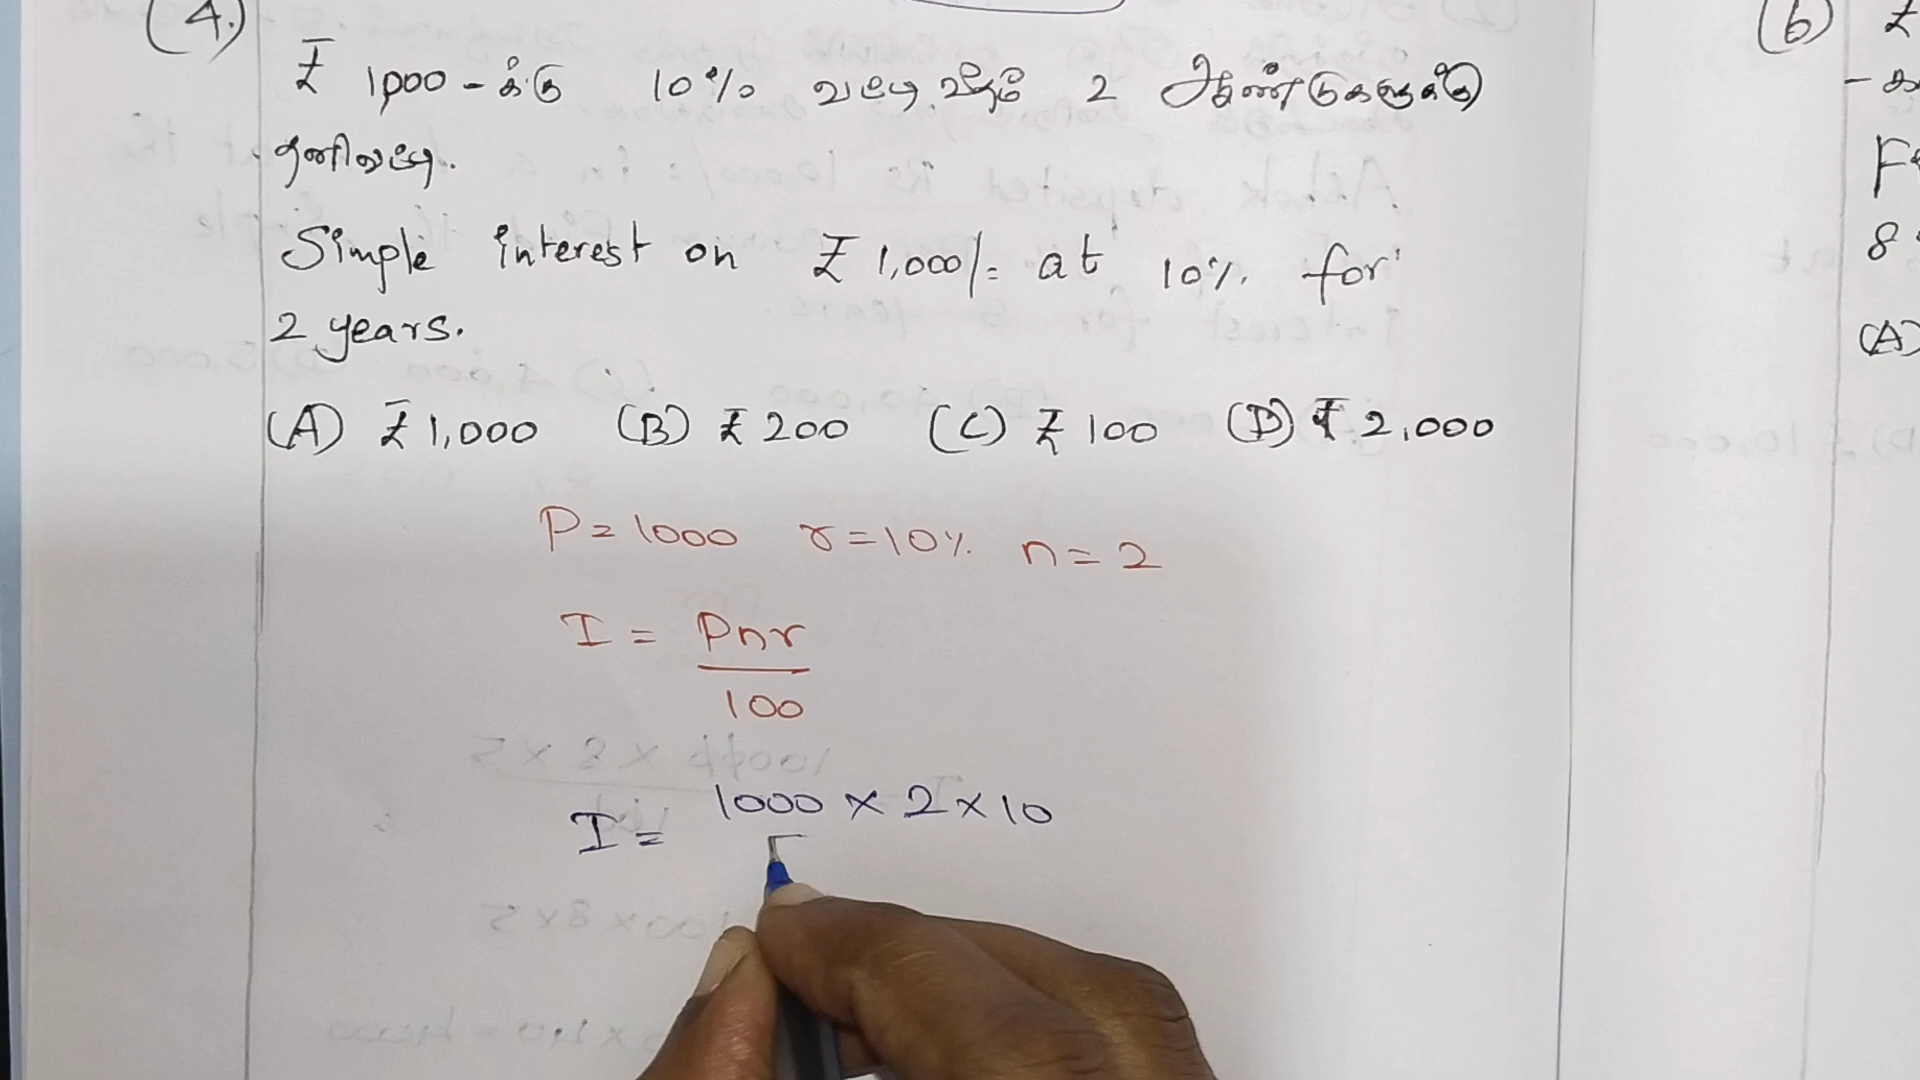 (4.)
₹ 1000-க்கு 10% வட்டி வீதம் 2 ஆண்டுகளுக்கு
தனிவட்டி.
Simple interest on ₹ 1,000/- at 10% for
2 years.
(A) ₹ 1,000 (B) ₹ 200 (C) ₹ 100 (D) ₹ 2,000
P = 1000 r = 10% n = 2
I = Pnr
100
I = 1000 × 2 × 10
(6) ₹
8
(A)